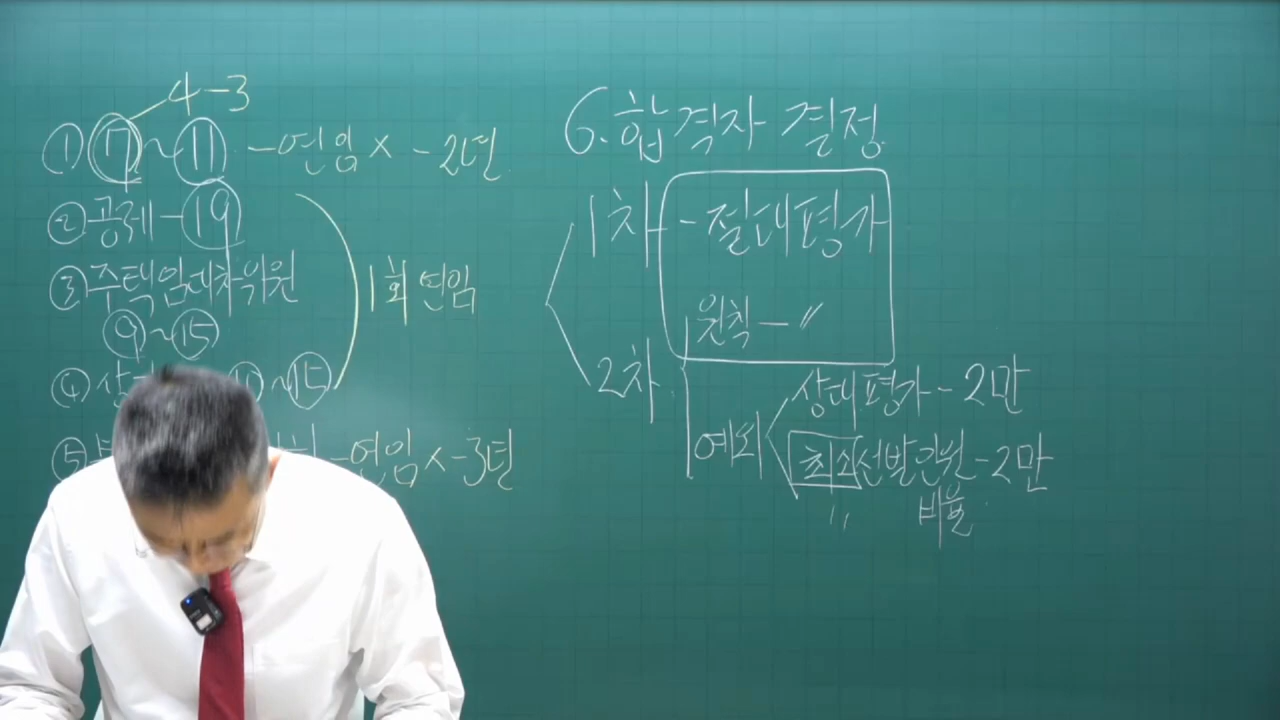 4-3
① ⑦~⑪ -연임× -2년
② 공제-⑲
③ 주택임대차위원
⑨~⑮
1회 연임
④ 상 ~⑮
⑤ -연임×-3년
6. 합격자 결정
1차 -절대평가
원칙-〃
2차
예외
상대평가-2만
최소선발인원-2만
〃 비율